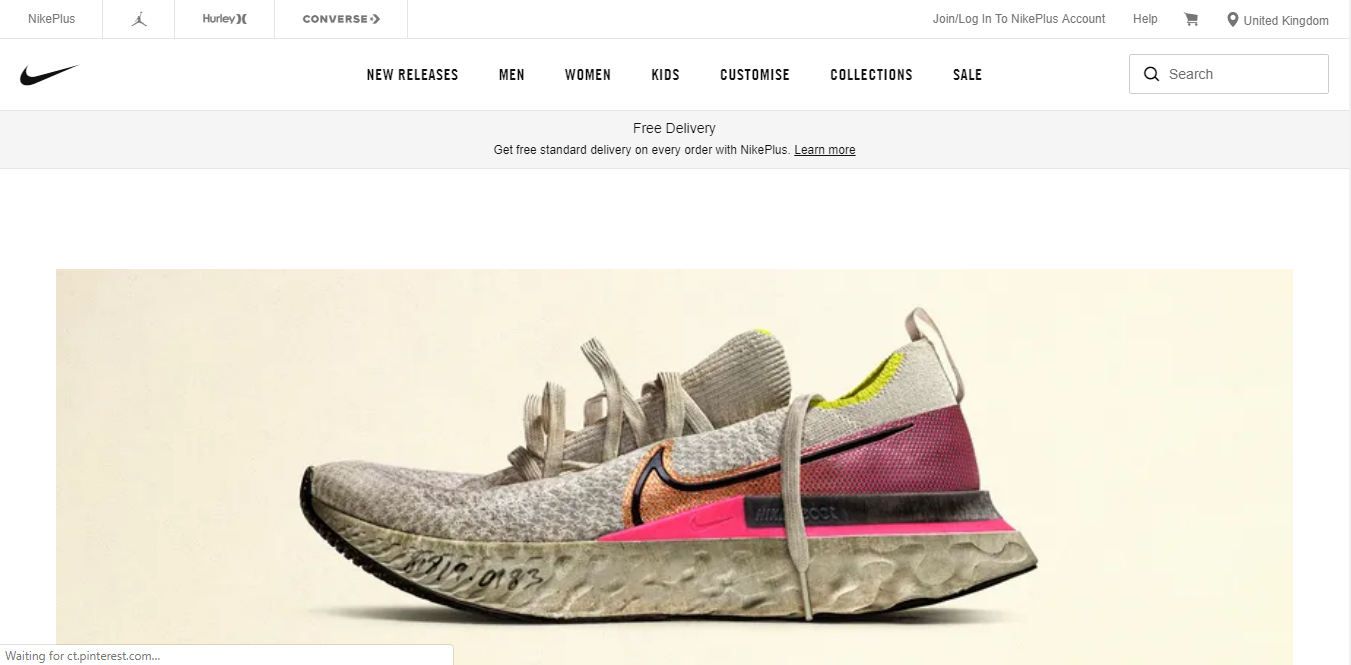 NikePlus
Hurley
CONVERSE
Join/Log In To NikePlus Account
Help
United Kingdom
NEW RELEASES
MEN
WOMEN
KIDS
CUSTOMISE
COLLECTIONS
SALE
Search
Free Delivery
Get free standard delivery on every order with NikePlus. Learn more
Waiting for ct.pinterest.com...